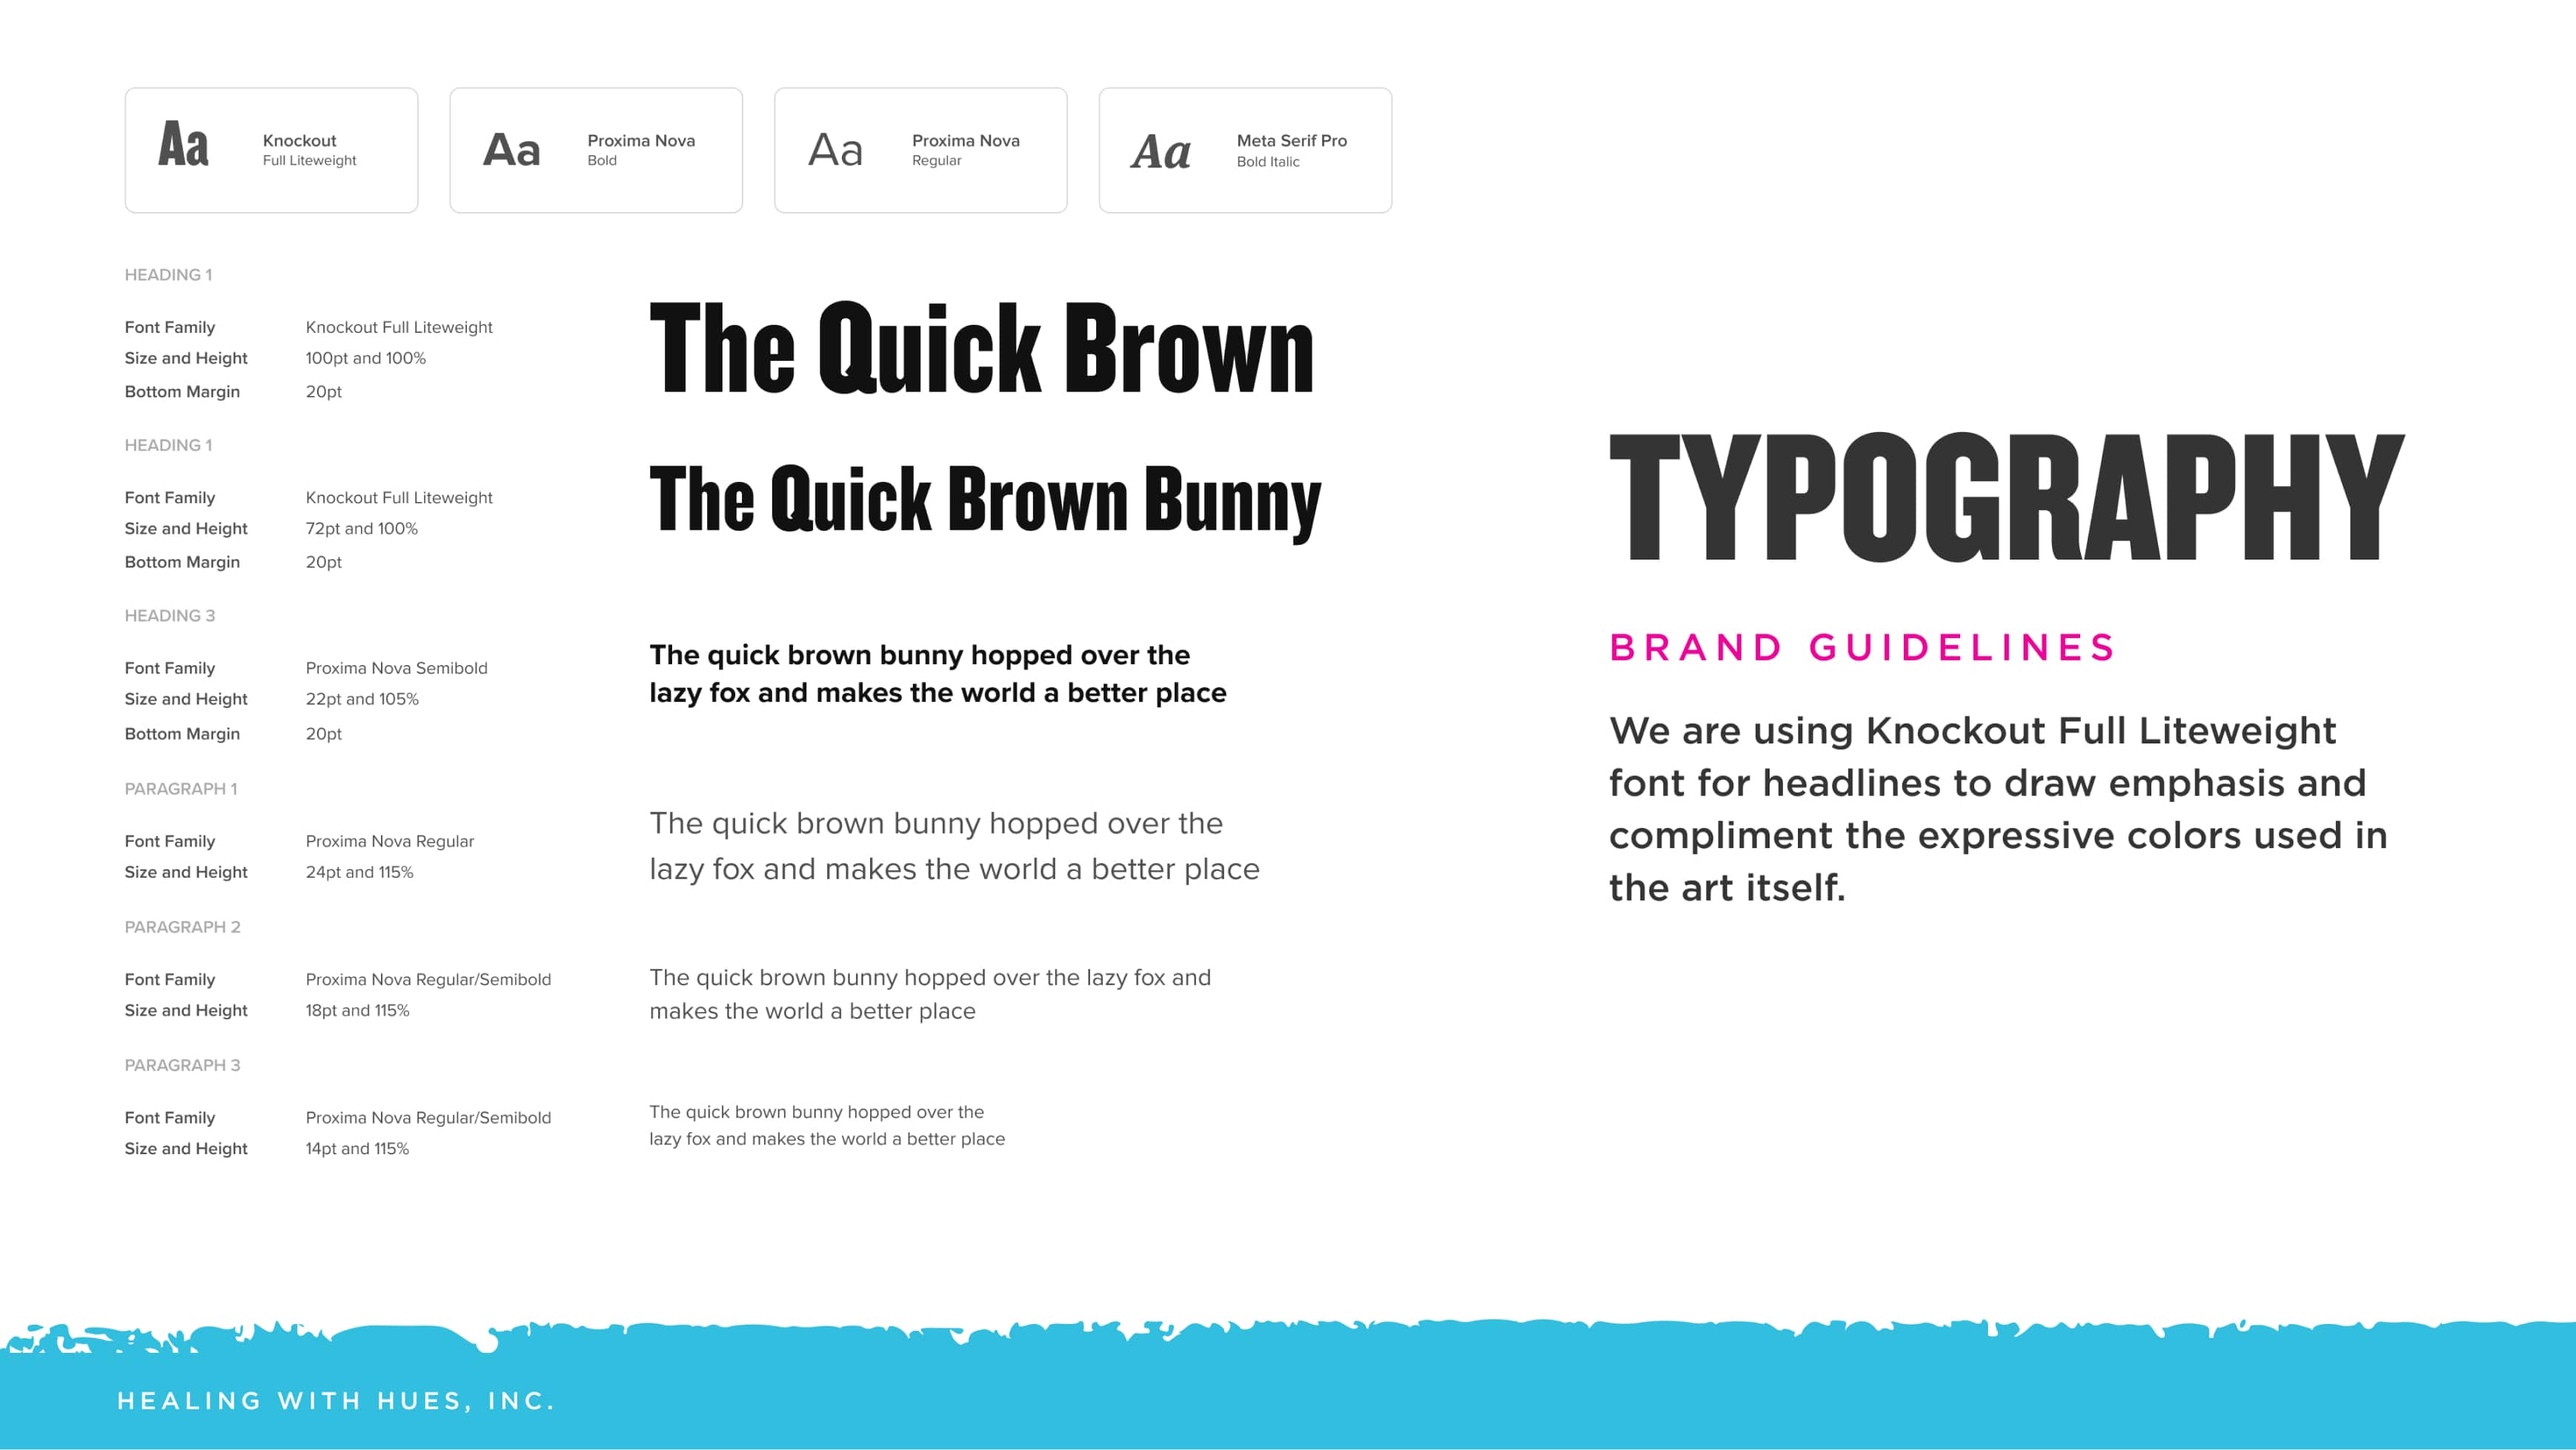 Aa
Knockout
Full Liteweight
Aa
Proxima Nova
Bold
Aa
Proxima Nova
Regular
Aa
Meta Serif Pro
Bold Italic
HEADING 1
Font Family Knockout Full Liteweight
Size and Height 100pt and 100%
Bottom Margin 20pt
The Quick Brown
HEADING 1
Font Family Knockout Full Liteweight
Size and Height 72pt and 100%
Bottom Margin 20pt
The Quick Brown Bunny
HEADING 3
Font Family Proxima Nova Semibold
Size and Height 22pt and 105%
Bottom Margin 20pt
The quick brown bunny hopped over the
lazy fox and makes the world a better place
PARAGRAPH 1
Font Family Proxima Nova Regular
Size and Height 24pt and 115%
The quick brown bunny hopped over the
lazy fox and makes the world a better place
PARAGRAPH 2
Font Family Proxima Nova Regular/Semibold
Size and Height 18pt and 115%
The quick brown bunny hopped over the lazy fox and
makes the world a better place
PARAGRAPH 3
Font Family Proxima Nova Regular/Semibold
Size and Height 14pt and 115%
The quick brown bunny hopped over the
lazy fox and makes the world a better place
TYPOGRAPHY
BRAND GUIDELINES
We are using Knockout Full Liteweight
font for headlines to draw emphasis and
compliment the expressive colors used in
the art itself.
HEALING WITH HUES, INC.